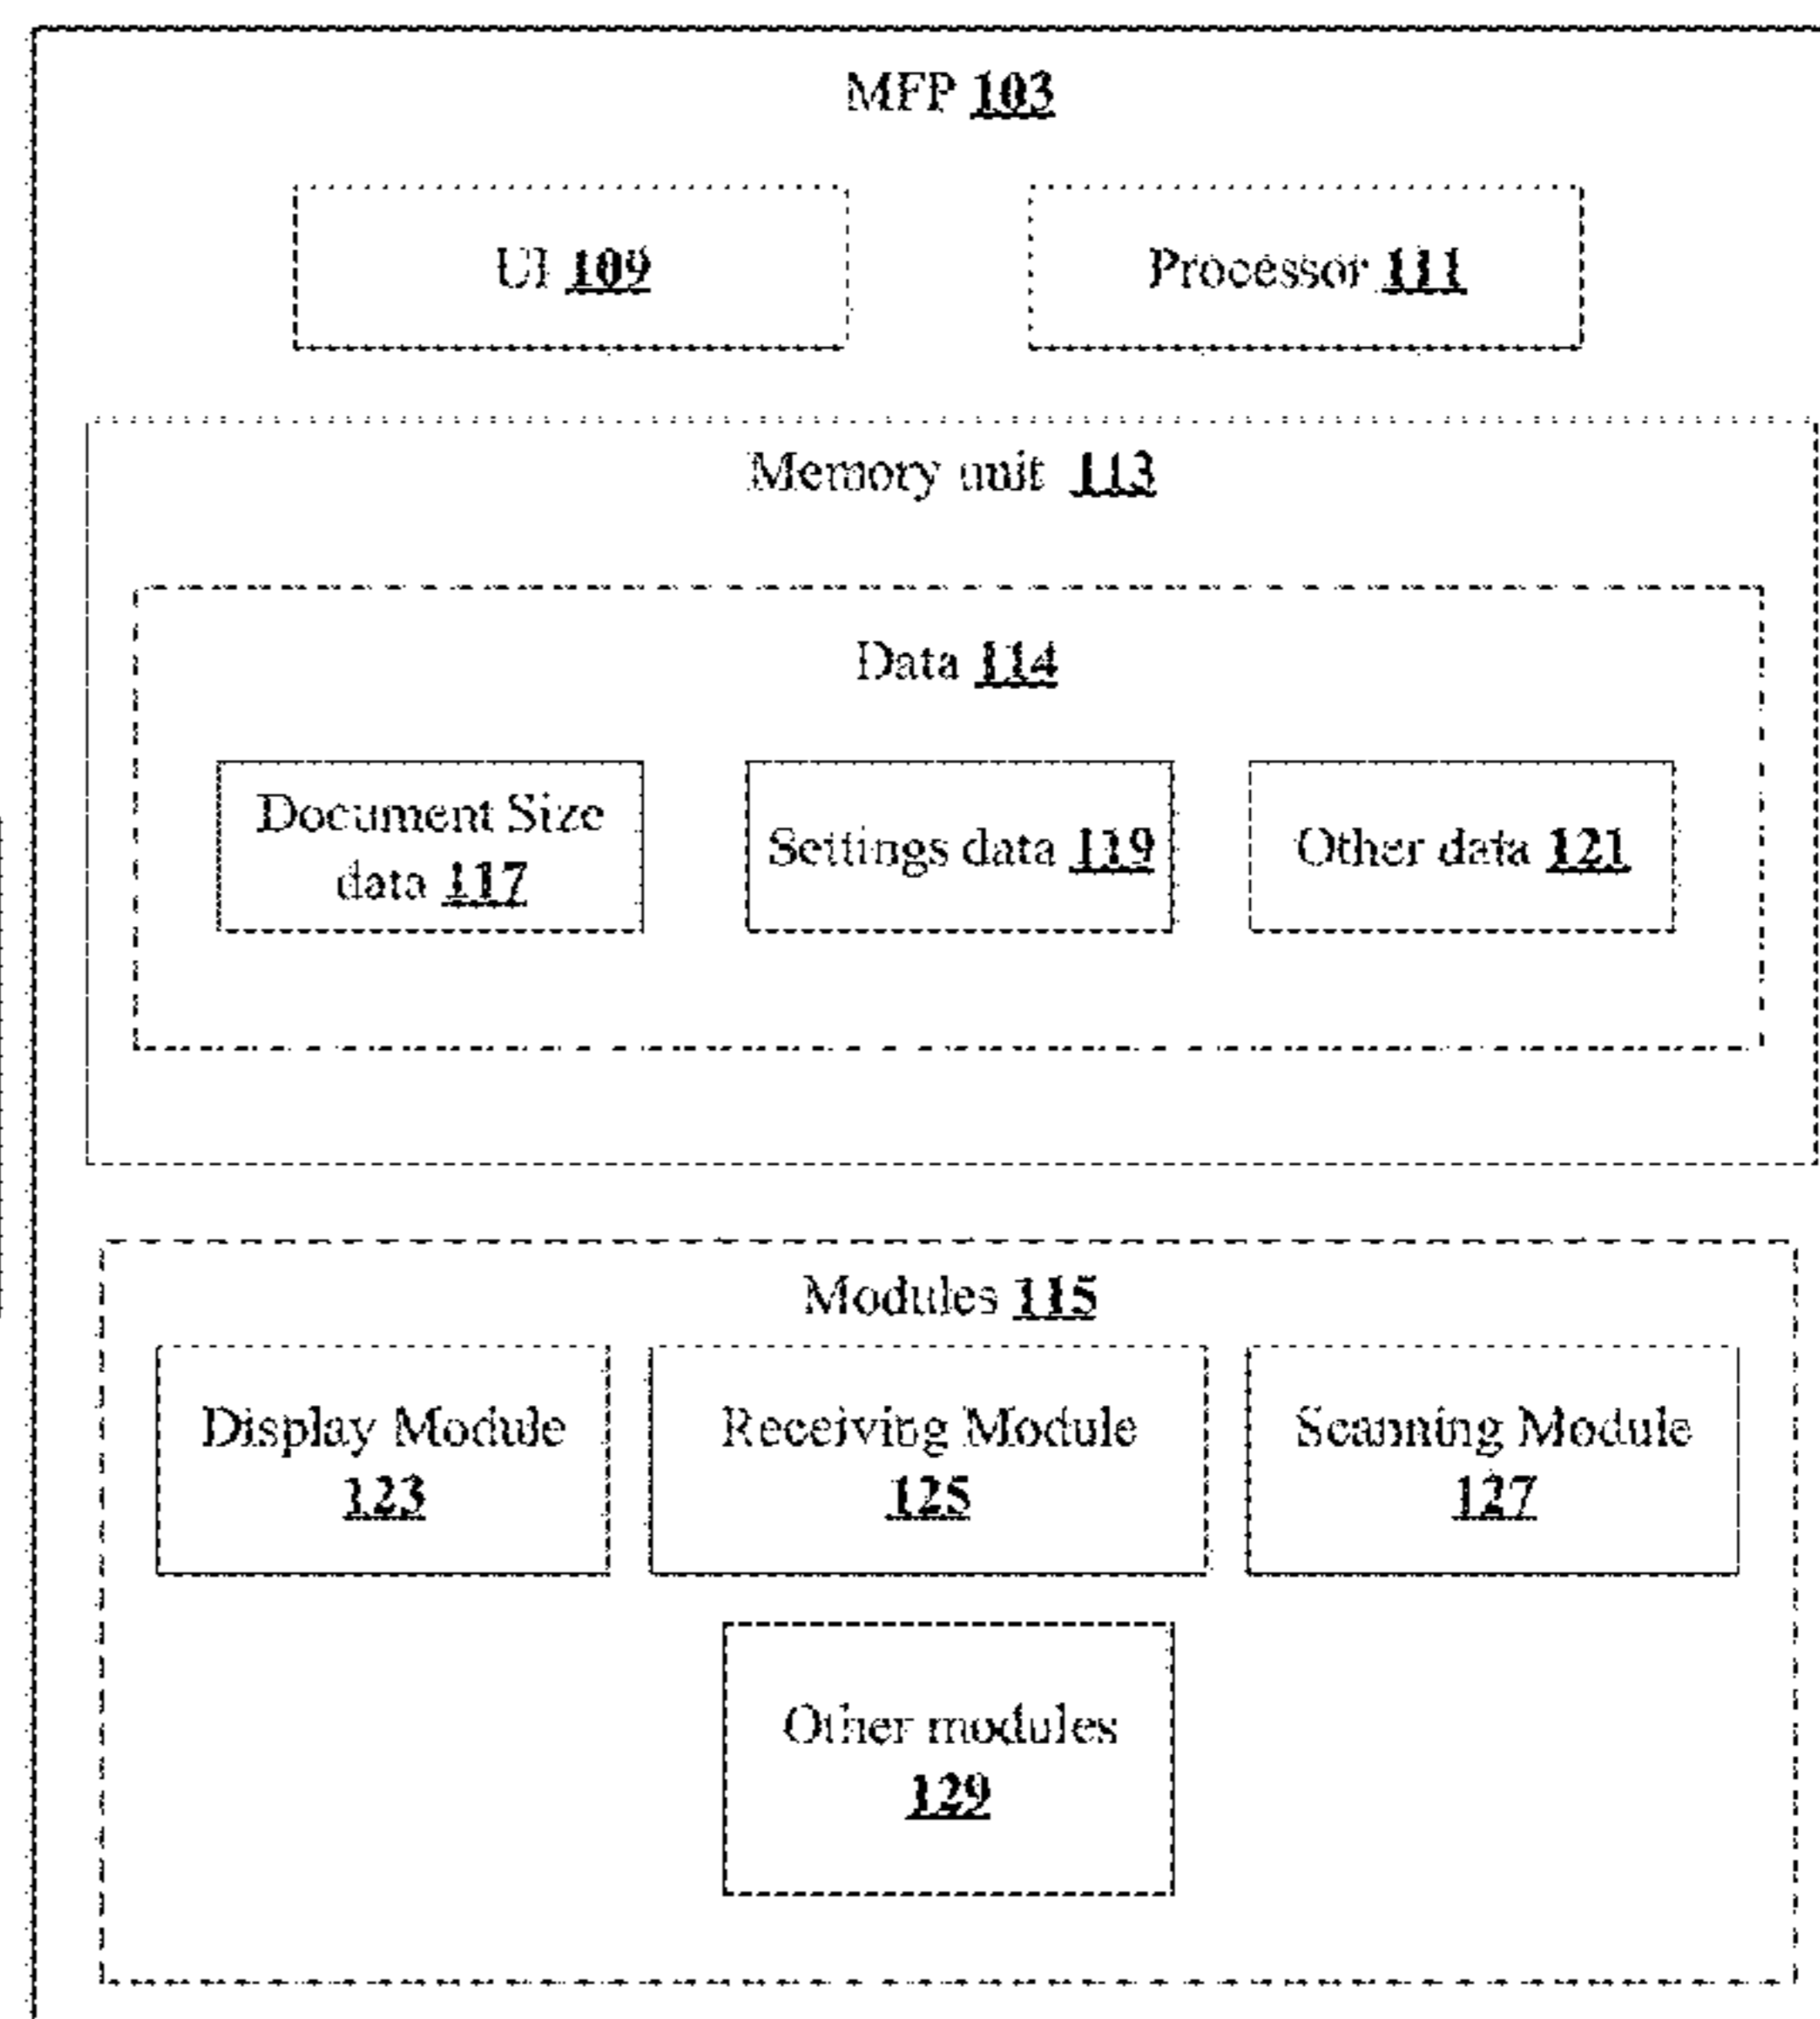 MFP 103
UI 109
Processor 111
Memory unit 113
Data 114
Document Size
data 117
Settings data 119
Other data 121
Modules 115
Display Module
123
Receiving Module
125
Scanning Module
127
Other modules
129